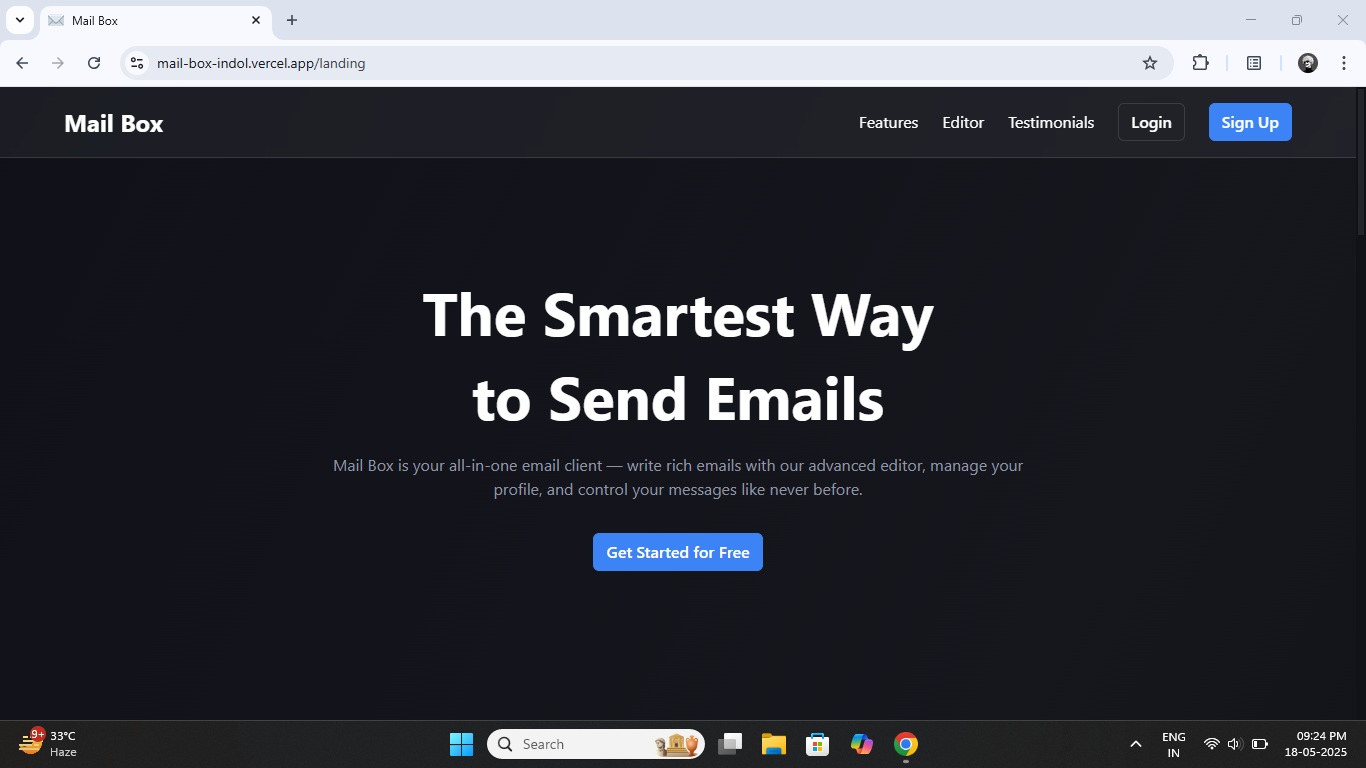 Mail Box
mail-box-indol.vercel.app/landing
Mail Box
Features
Editor
Testimonials
Login
Sign Up
The Smartest Way
to Send Emails
Mail Box is your all-in-one email client — write rich emails with our advanced editor, manage your
profile, and control your messages like never before.
Get Started for Free
9+
33°C
Haze
Search
ENG
IN
09:24 PM
18-05-2025